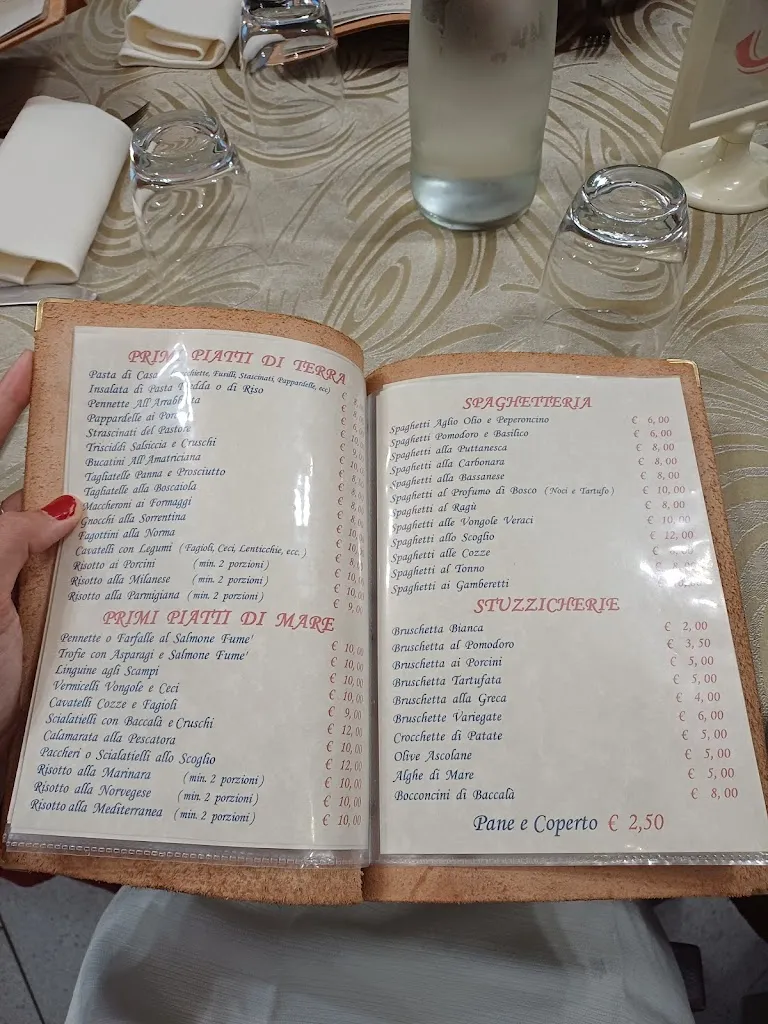 PRIMI PIATTI DI TERRA
Pasta di Casa Fusilli, Stascinati, Pappardelle, ecc)
Insalata di Pasta Fredda o di Riso
Pennette All'Arrabbiata
Pappardelle ai Porcini
Strascinati del Pastore
Trisciddi Salsiccia e Cruschi
Bucatini All'Amatriciana
Tagliatelle Panna e Prosciutto
Tagliatelle alla Boscaiola
Maccheroni ai Formaggi
Gnocchi alla Sorrentina
Fagottini alla Norma
Cavatelli con Legumi (Fagioli, Ceci, Lenticchie, ecc.)
Risotto ai Porcini (min. 2 porzioni)
Risotto alla Milanese (min. 2 porzioni)
Risotto alla Parmigiana (min. 2 porzioni) € 9,00
PRIMI PIATTI DI MARE
Pennette o Farfalle al Salmone Fume' € 10,00
Trofie con Asparagi e Salmone Fume' € 10,00
Linguine agli Scampi € 10,00
Vermicelli Vongole e Ceci € 10,00
Cavatelli Cozze e Fagioli € 9,00
Scialatielli con Baccalà e Cruschi € 12,00
Calamarata alla Pescatora € 10,00
Paccheri o Scialatielli allo Scoglio € 12,00
Risotto alla Marinara (min. 2 porzioni) € 10,00
Risotto alla Norvegese (min. 2 porzioni) € 10,00
Risotto alla Mediterranea (min. 2 porzioni) € 10,00
SPAGHETTERIA
Spaghetti Aglio Olio e Peperoncino € 6,00
Spaghetti Pomodoro e Basilico € 6,00
Spaghetti alla Puttanesca € 8,00
Spaghetti alla Carbonara € 8,00
Spaghetti alla Bassanese € 8,00
Spaghetti al Profumo di Bosco (Noci e Tartufo) € 10,00
Spaghetti al Ragù € 8,00
Spaghetti alle Vongole Veraci € 10,00
Spaghetti allo Scoglio € 12,00
Spaghetti alle Cozze €
Spaghetti al Tonno
Spaghetti ai Gamberetti
STUZZICHERIE
Bruschetta Bianca € 2,00
Bruschetta al Pomodoro € 3,50
Bruschetta ai Porcini € 5,00
Bruschetta Tartufata € 5,00
Bruschetta alla Greca € 4,00
Bruschette Variegate € 6,00
Crocchette di Patate € 5,00
Olive Ascolane € 5,00
Alghe di Mare € 5,00
Bocconcini di Baccalà € 8,00
Pane e Coperto € 2,50